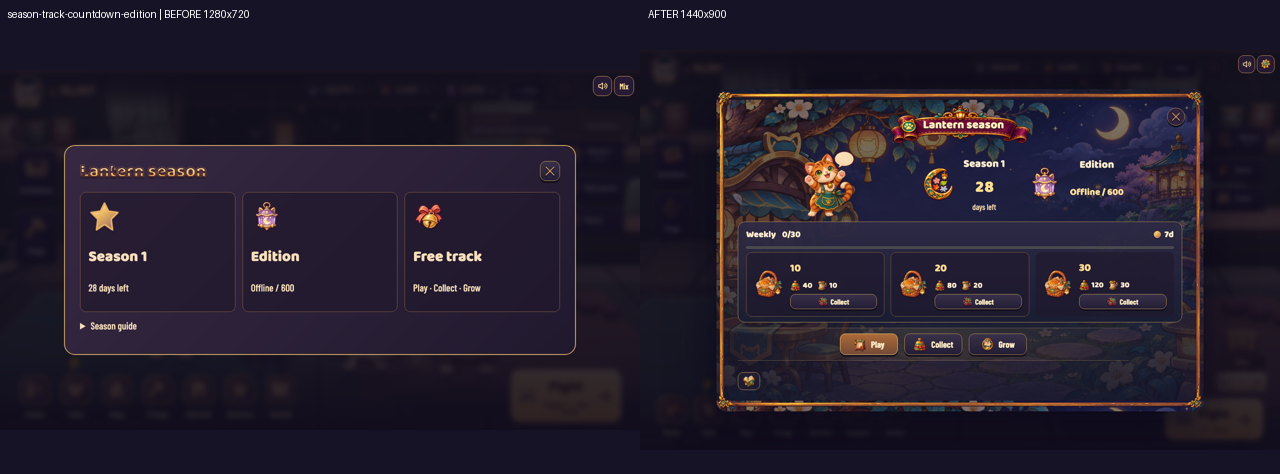 season-track-countdown-edition | BEFORE 1280x720
Mix
Lantern season
Season 1
28 days left
Edition
Offline / 600
Free track
Play · Collect · Grow
Season guide
AFTER 1440x900
Lantern season
Season 1
28
days left
Edition
Offline / 600
Weekly 0/30
7d
10
40 10
Collect
20
80 20
Collect
30
120 30
Collect
Play
Collect
Grow